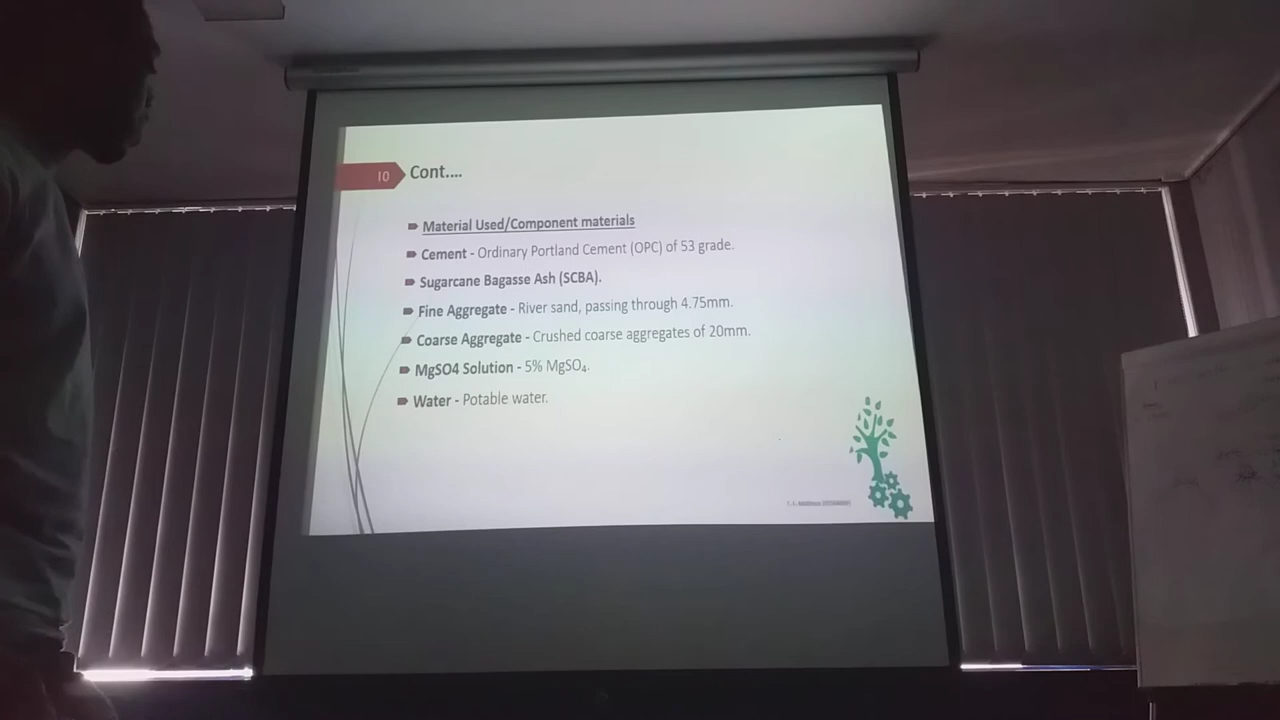 10
Cont....
Material Used/Component materials
Cement - Ordinary Portland Cement (OPC) of 53 grade.
Sugarcane Bagasse Ash (SCBA).
Fine Aggregate - River sand, passing through 4.75mm.
Coarse Aggregate - Crushed coarse aggregates of 20mm.
MgSO4 Solution - 5% MgSO₄.
Water - Potable water.